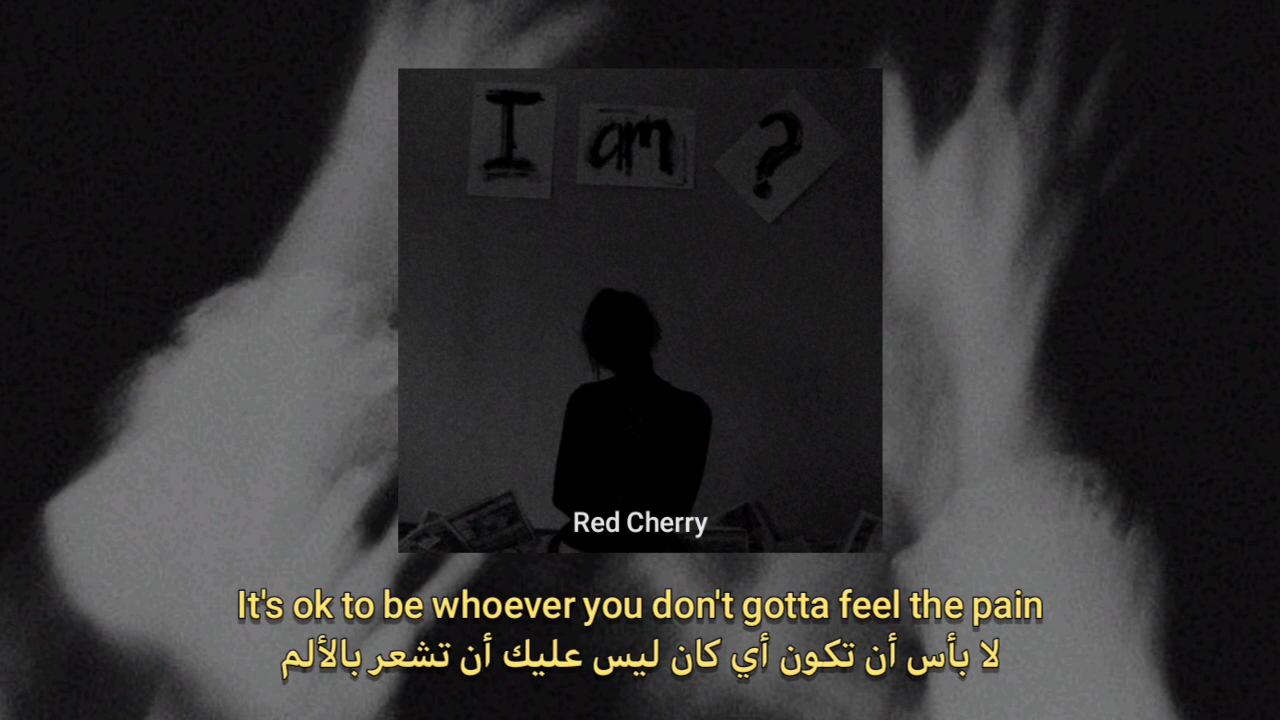 I am ?
Red Cherry
It's ok to be whoever you don't gotta feel the pain
لا بأس أن تكون أي كان ليس عليك أن تشعر بالألم